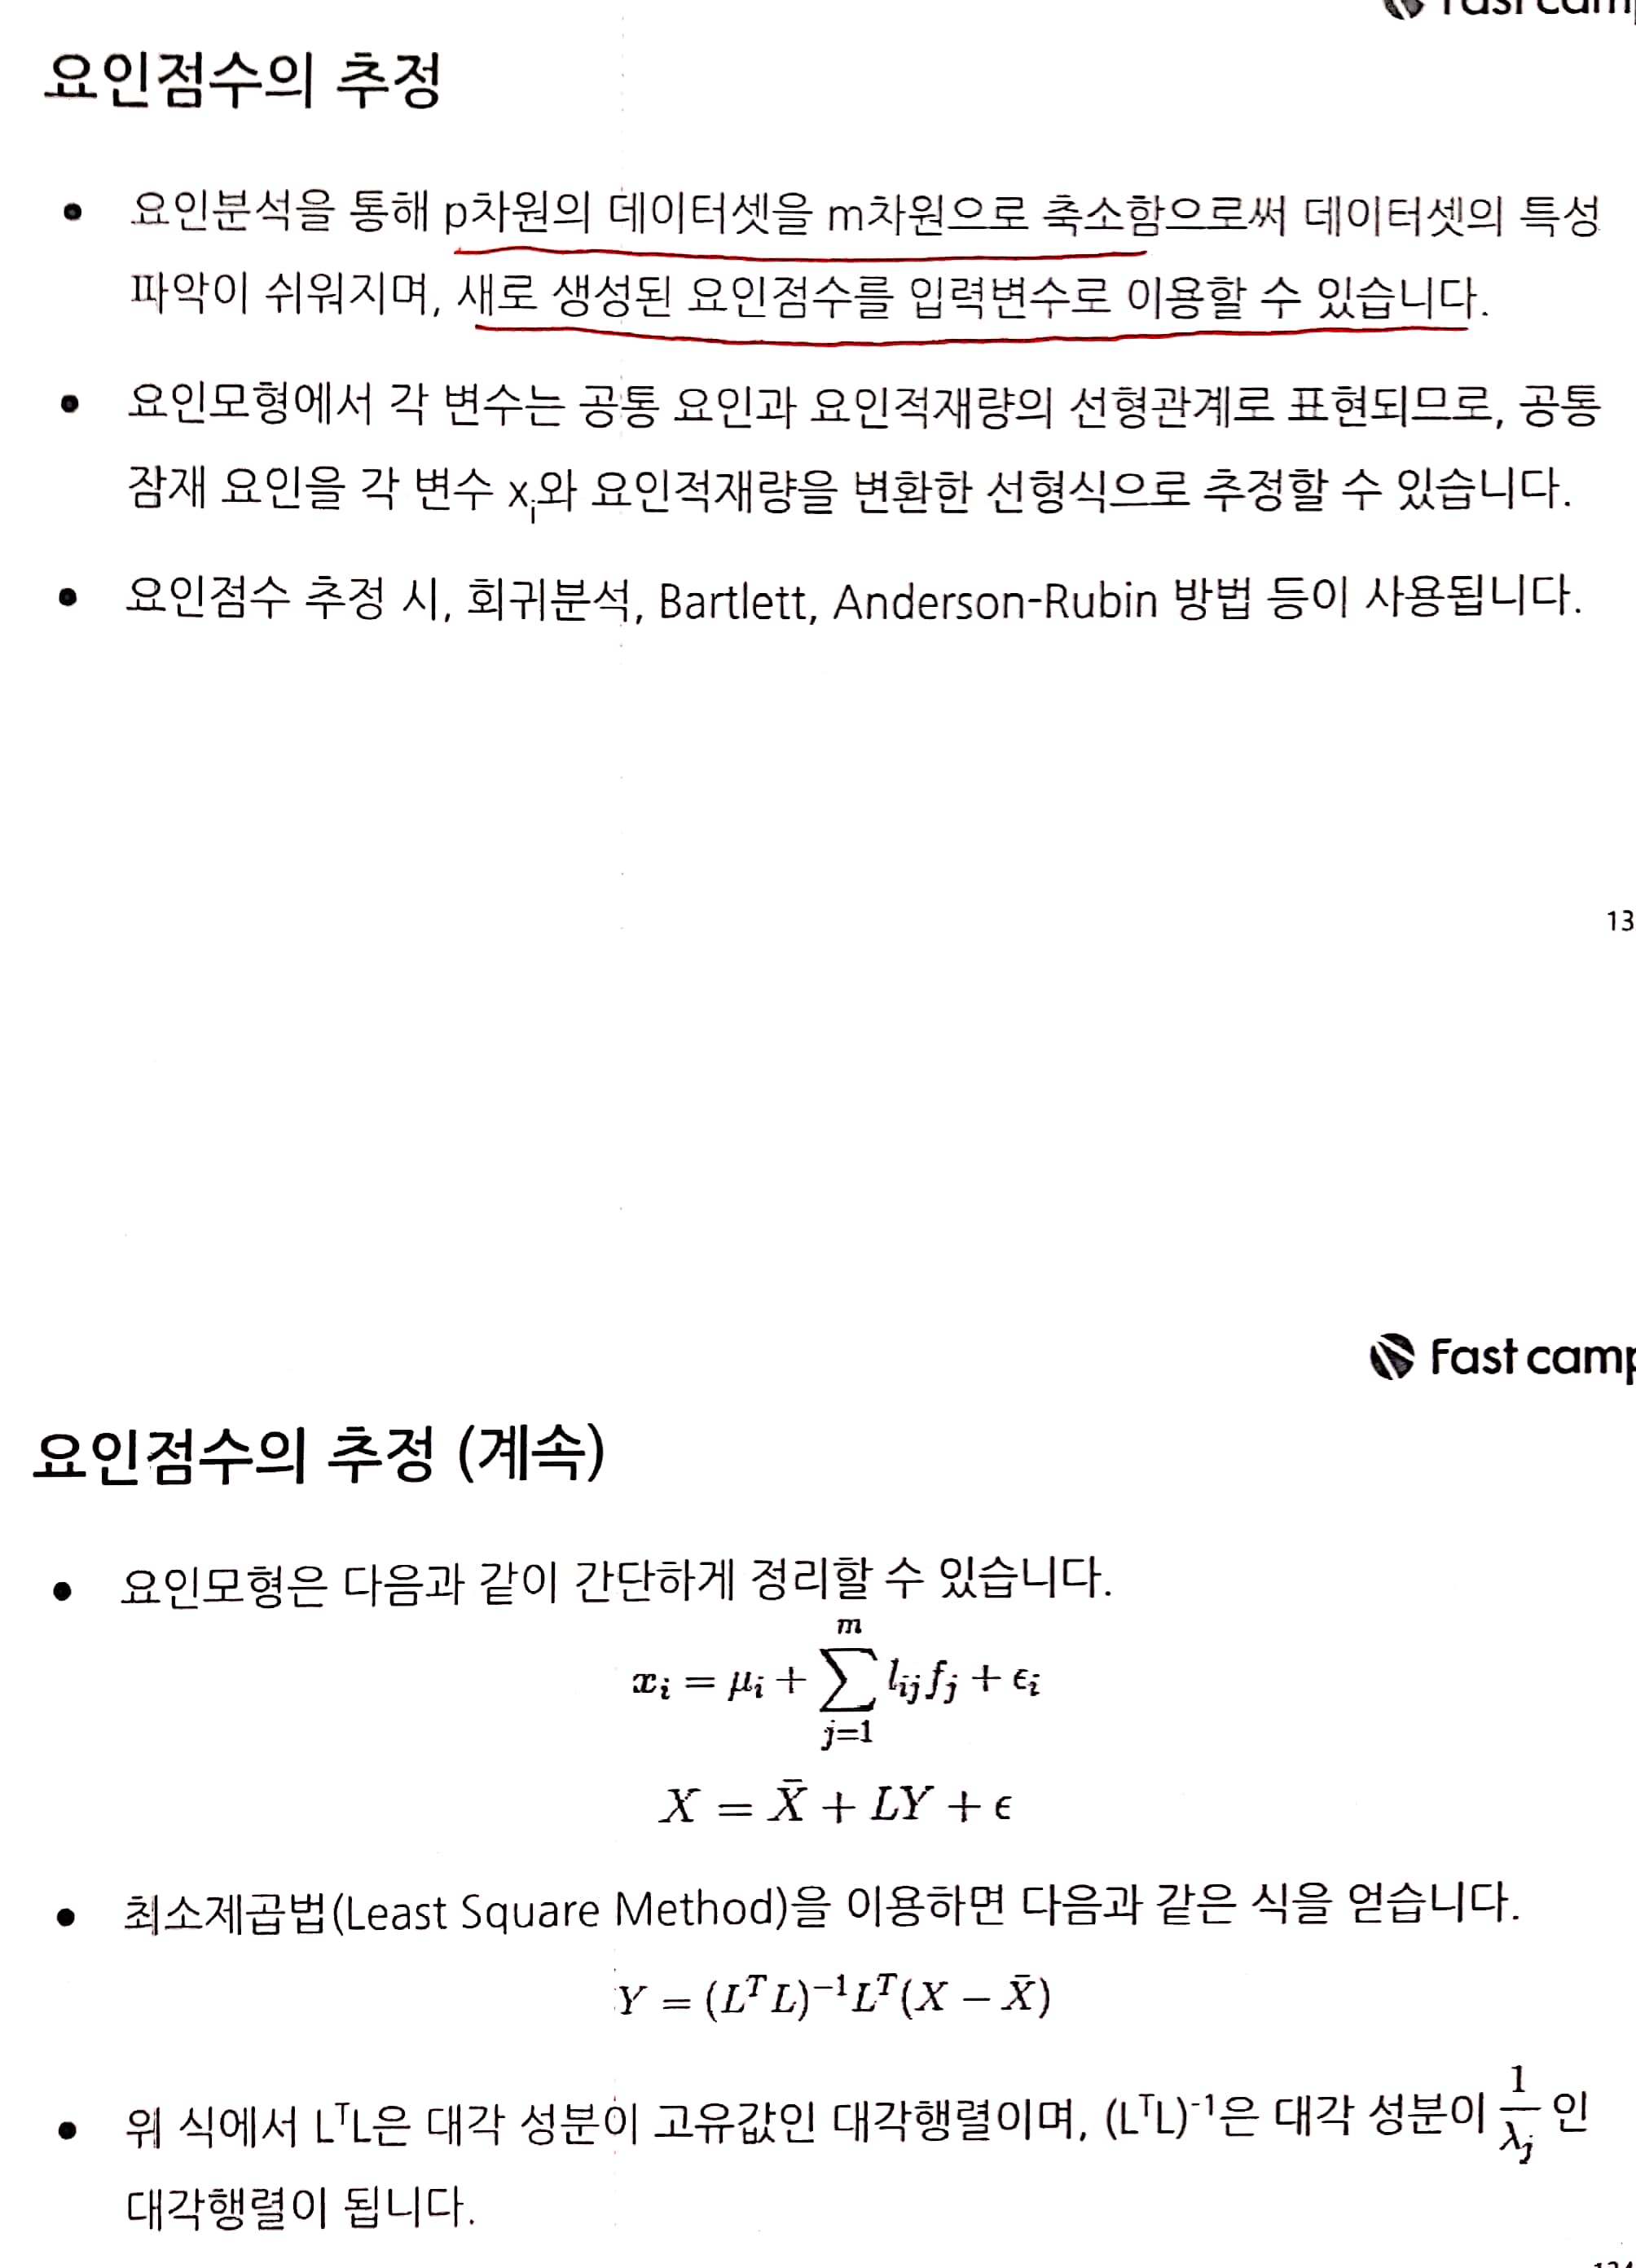 요인점수의 추정
• 요인분석을 통해 p차원의 데이터셋을 m차원으로 축소함으로써 데이터셋의 특성
파악이 쉬워지며, 새로 생성된 요인점수를 입력변수로 이용할 수 있습니다.
• 요인모형에서 각 변수는 공통 요인과 요인적재량의 선형관계로 표현되므로, 공통
잠재 요인을 각 변수 xᵢ와 요인적재량을 변환한 선형식으로 추정할 수 있습니다.
• 요인점수 추정 시, 회귀분석, Bartlett, Anderson-Rubin 방법 등이 사용됩니다.
13
Fast camp
요인점수의 추정 (계속)
• 요인모형은 다음과 같이 간단하게 정리할 수 있습니다.
$x_i = \mu_i + \sum_{j=1}^{m} l_{ij} f_j + \epsilon_i$
$X = \bar{X} + LY + \epsilon$
• 최소제곱법(Least Square Method)을 이용하면 다음과 같은 식을 얻습니다.
$Y = (L^T L)^{-1} L^T (X - \bar{X})$
• 위 식에서 LᵀL은 대각 성분이 고유값인 대각행렬이며, (LᵀL)⁻¹은 대각 성분이 $\frac{1}{\lambda_j}$ 인
대각행렬이 됩니다.